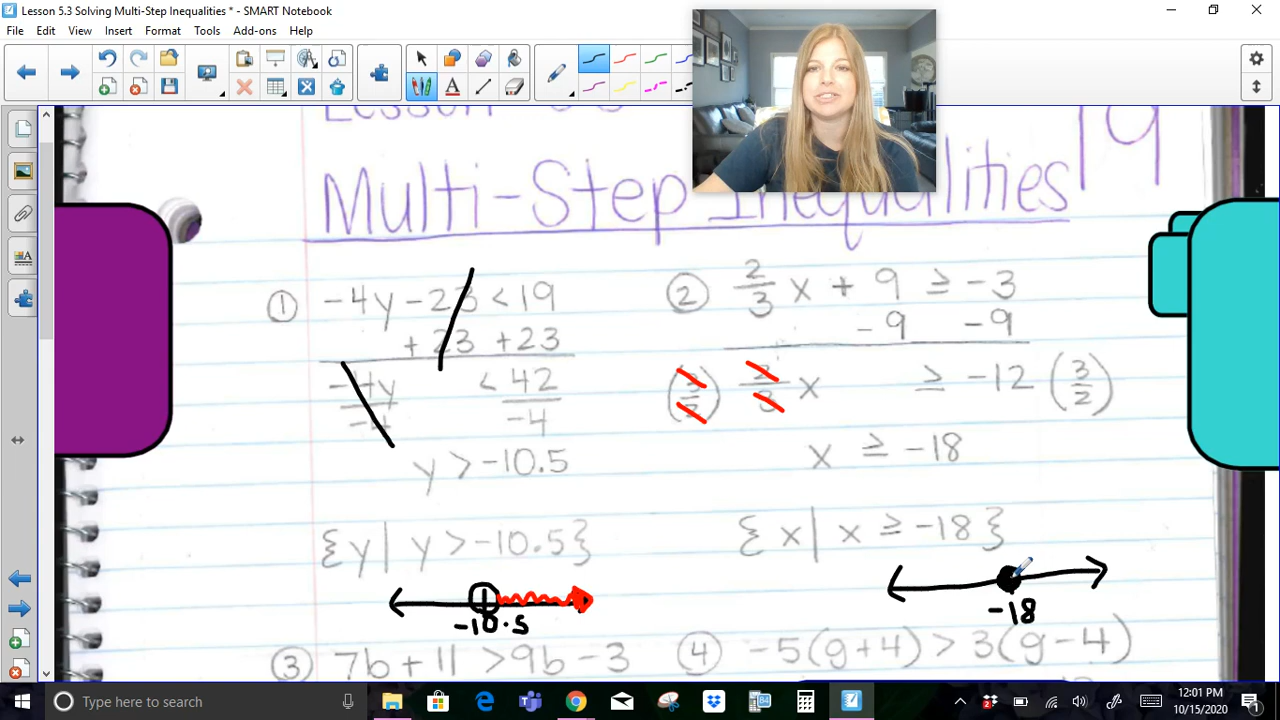 Lesson 5.3 Solving Multi-Step Inequalities * - SMART Notebook
File Edit View Insert Format Tools Add-ons Help
Lesson 19
Multi-Step Inequalities
① -4y - 23 < 19
+ 23 +23
-4y < 42
-4 -4
y > -10.5
{y| y > -10.5}
-10.5
② 2/3 x + 9 ≥ -3
-9 -9
(3/2) 2/3 x ≥ -12 (3/2)
x ≥ -18
{x| x ≥ -18}
-18
③ 7b + 11 > 9b - 3
④ -5(g+4) > 3(g-4)
Type here to search
12:01 PM
10/15/2020